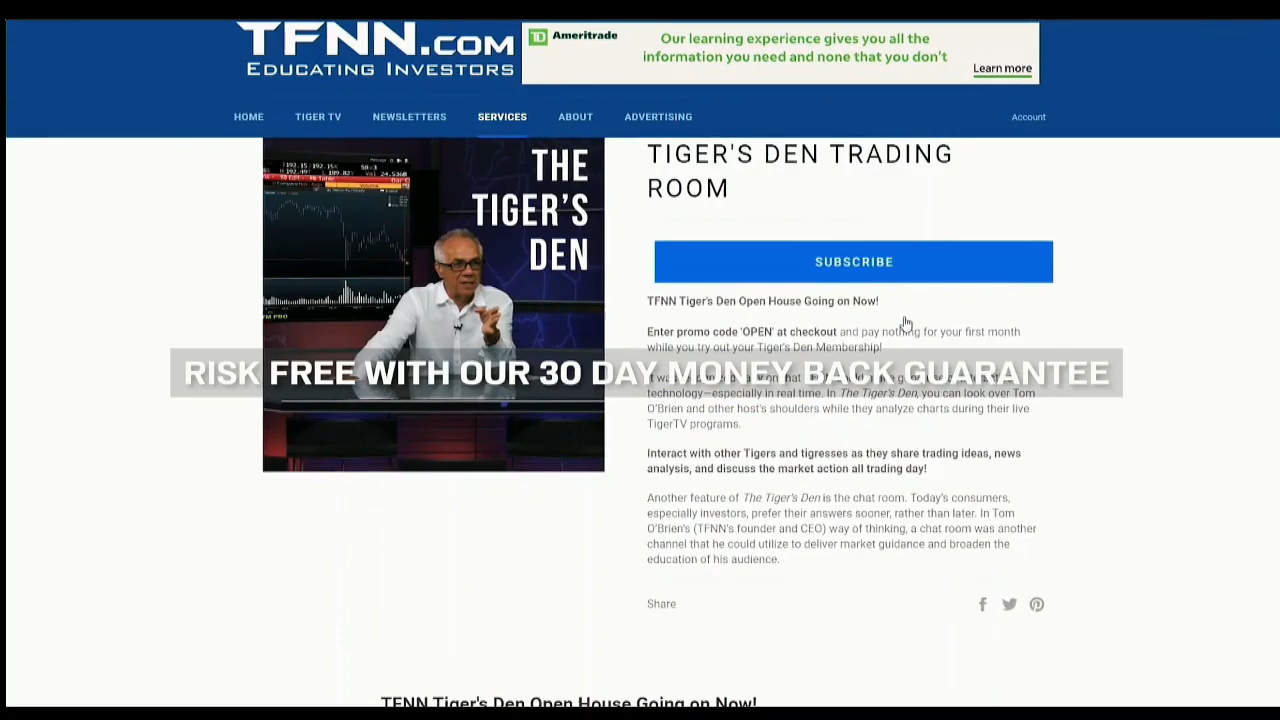 TFNN.COM
EDUCATING INVESTORS
TD Ameritrade
Our learning experience gives you all the
information you need and none that you don't
Learn more
HOME
TIGER TV
NEWSLETTERS
SERVICES
ABOUT
ADVERTISING
Account
THE
TIGER'S
DEN
TIGER'S DEN TRADING
ROOM
SUBSCRIBE
TFNN Tiger's Den Open House Going on Now!
Enter promo code 'OPEN' at checkout and pay nothing for your first month
while you try out your Tiger's Den Membership!
RISK FREE WITH OUR 30 DAY MONEY BACK GUARANTEE
technology—especially in real time. In The Tiger's Den, you can look over Tom
O'Brien and other host's shoulders while they analyze charts during their live
TigerTV programs.
Interact with other Tigers and tigresses as they share trading ideas, news
analysis, and discuss the market action all trading day!
Another feature of The Tiger's Den is the chat room. Today's consumers,
especially investors, prefer their answers sooner, rather than later. In Tom
O'Brien's (TFNN's founder and CEO) way of thinking, a chat room was another
channel that he could utilize to deliver market guidance and broaden the
education of his audience.
Share
TFNN Tiger's Den Open House Going on Now!